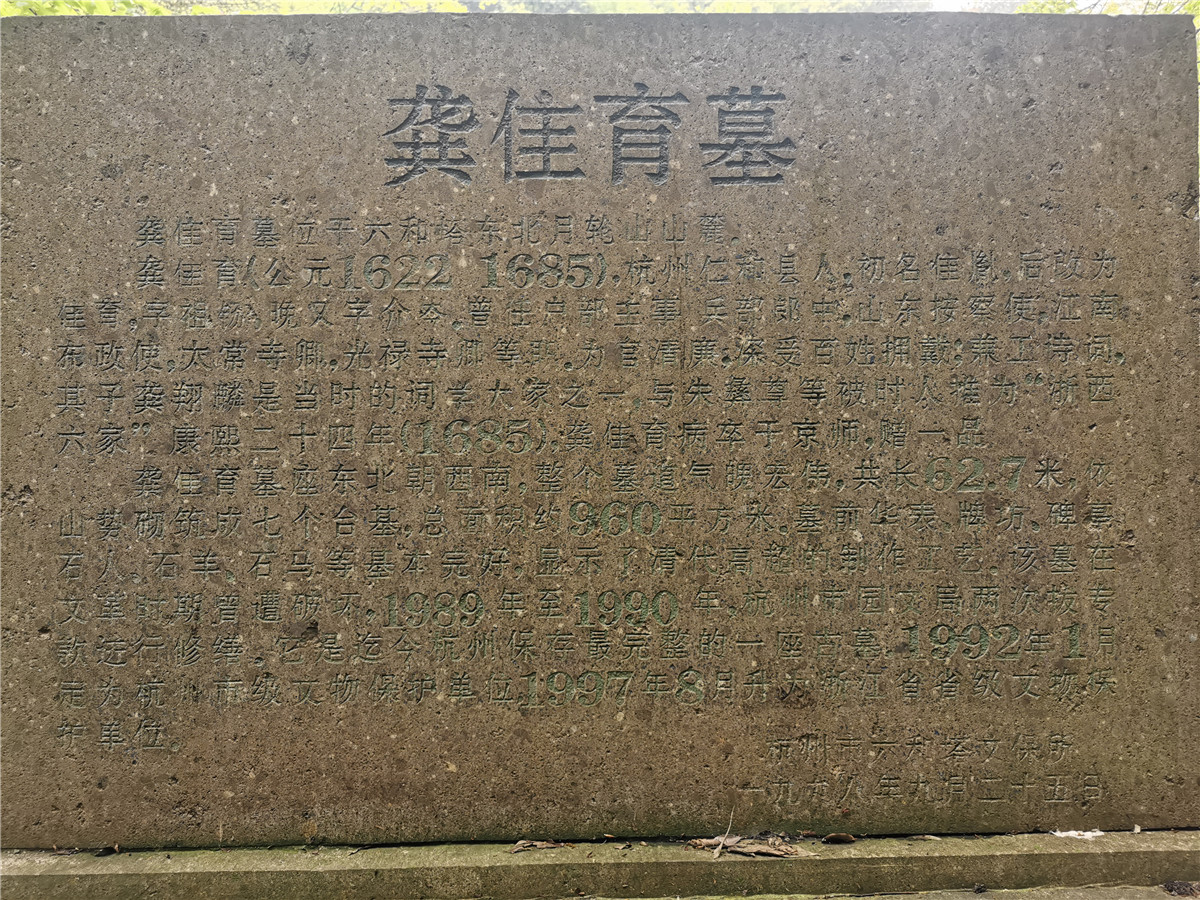 龚佳育墓
龚佳育墓位于六和塔东北月轮山山麓。
龚佳育(公元1622 1685),杭州仁和县人,初名佳胤,后改为
佳育,字祖锡,晚又字介岑,曾任户部主事 兵部郎中,山东按察使,江南
布政使,太常寺卿,光禄寺卿等职,为官清廉,深受百姓拥戴;兼工诗词,
其子龚翔麟是当时的词学大家之一,与朱彝尊等被时人推为“浙西
六家”康熙二十四年(1685),龚佳育病卒于京师,赠一品
龚佳育墓座东北朝西南,整个墓道气魄宏伟,共长62.7米,依
山势砌筑成七个台基,总面积约960平方米。墓前华表、牌坊、碑
石人、石羊、石马等基本完好,显示了清代高超的制作工艺。该墓在
文革时期曾遭破坏,1989年至1990年,杭州市园文局两次拨专
款进行修缮,它是迄今杭州保存最完整的一座古墓,1992年1月
定为杭州市级文物保护单位1997年8月升为浙江省省级文物保
护单位。
杭州市六和塔文保所
一九九八年九月二十五日